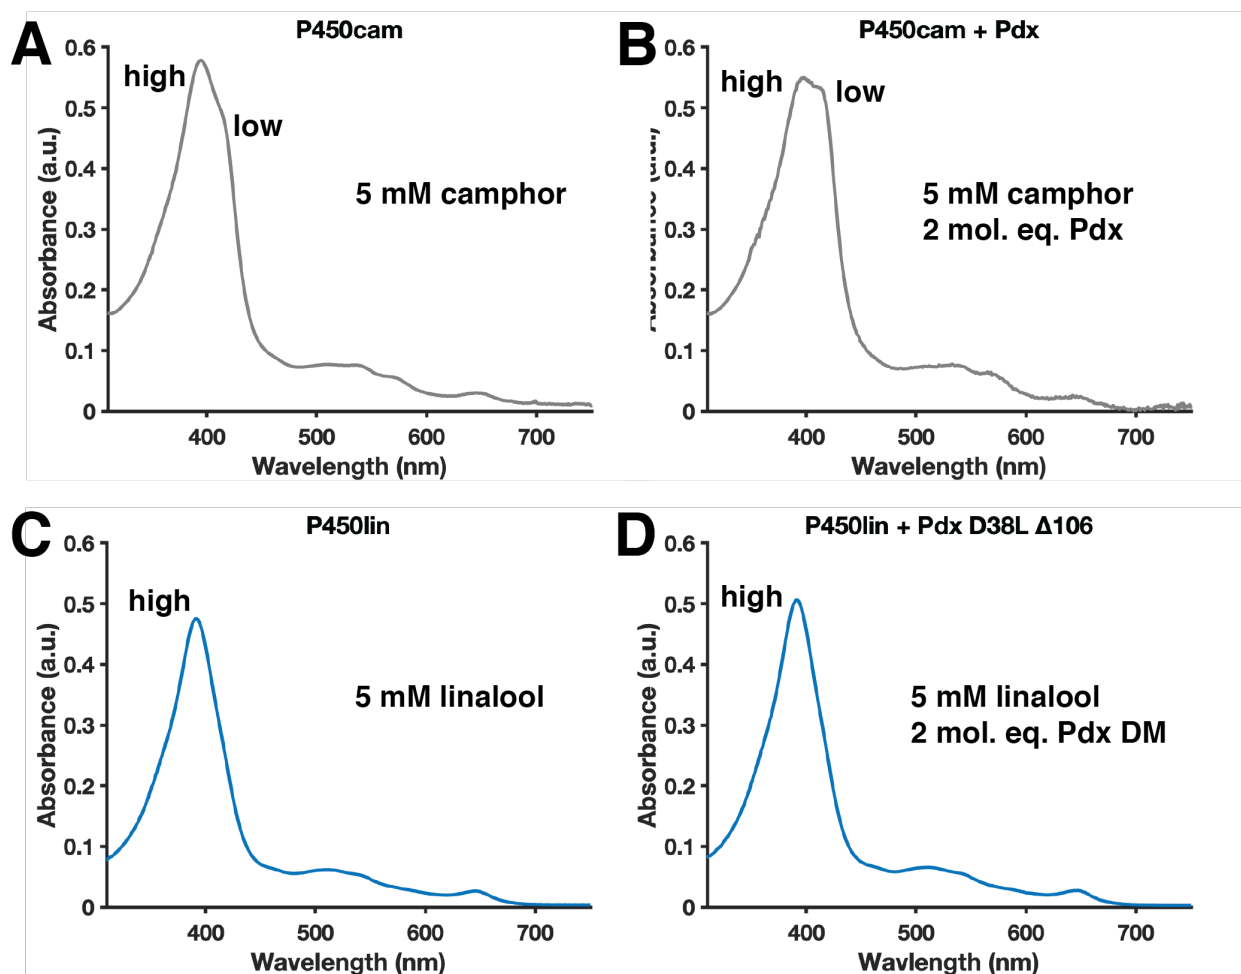 A
P450cam
0.6
0.5
0.4
0.3
0.2
0.1
0
high
low
5 mM camphor
Absorbance (a.u.)
400
500
600
700
Wavelength (nm)
B
P450cam + Pdx
0.6
0.5
0.4
0.3
0.2
0.1
0
high
low
5 mM camphor
2 mol. eq. Pdx
400
500
600
700
Wavelength (nm)
C
P450lin
0.6
0.5
0.4
0.3
0.2
0.1
0
high
5 mM linalool
Absorbance (a.u.)
400
500
600
700
Wavelength (nm)
D
P450lin + Pdx D38L Δ106
0.6
0.5
0.4
0.3
0.2
0.1
0
high
5 mM linalool
2 mol. eq. Pdx DM
Absorbance (a.u.)
400
500
600
700
Wavelength (nm)